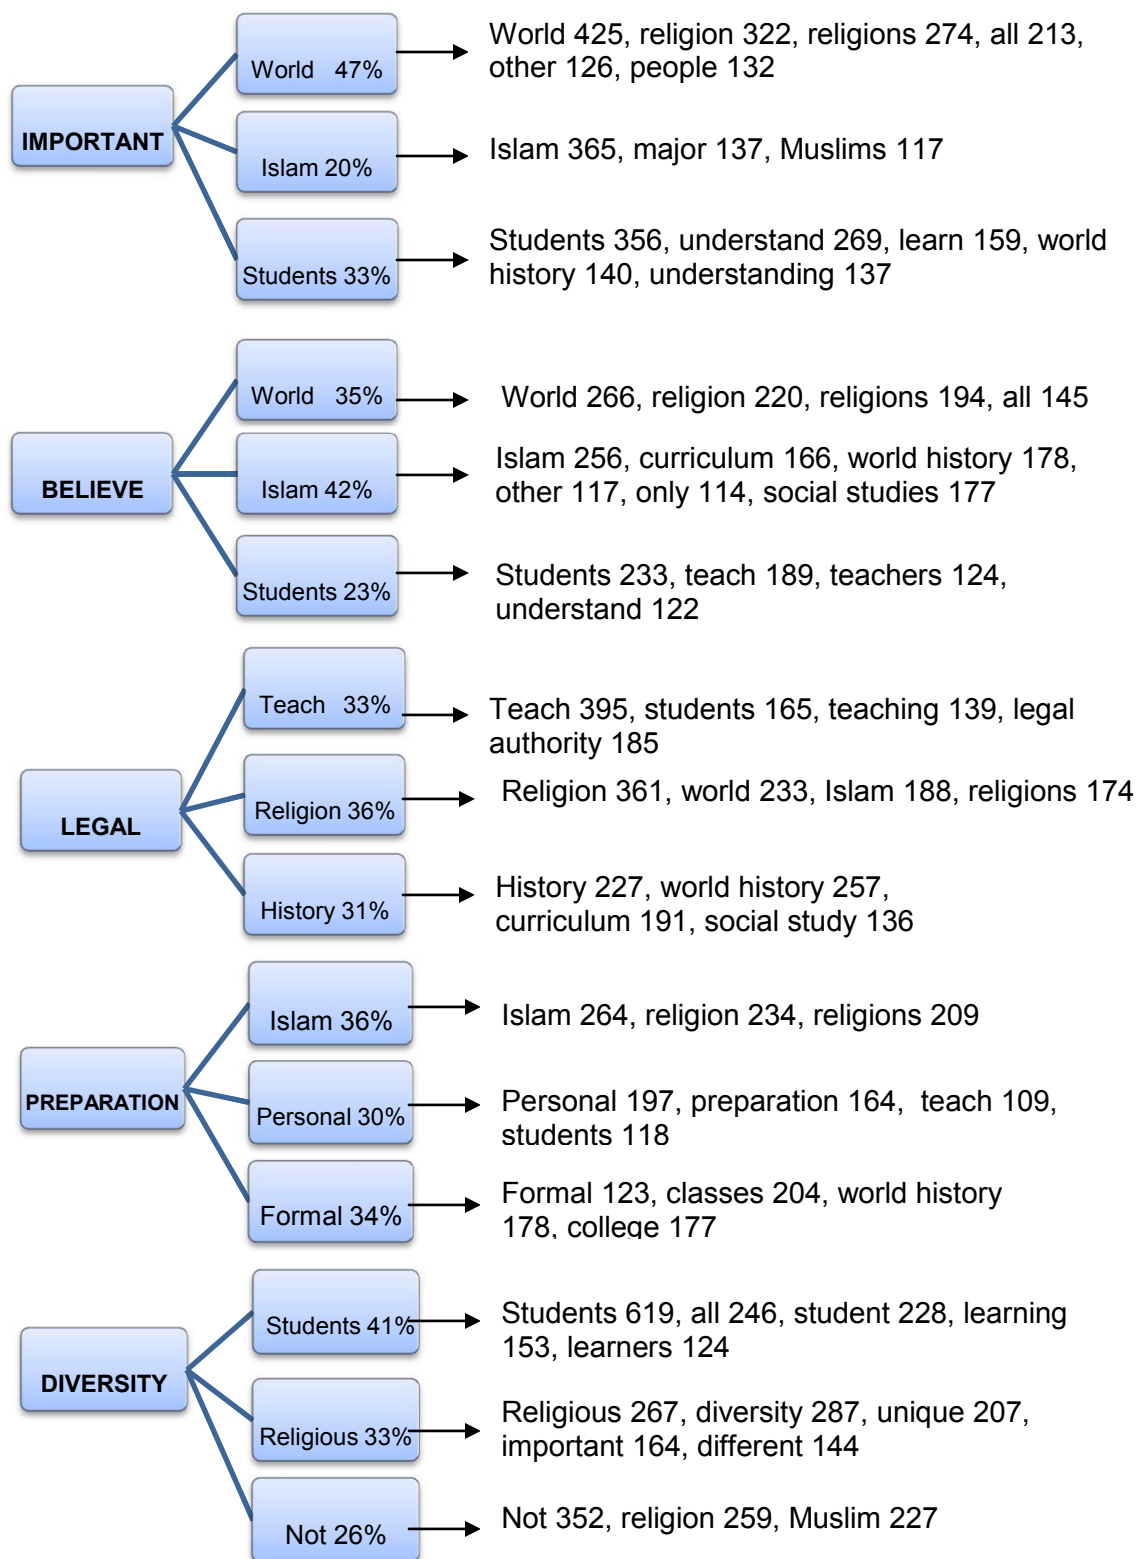 World 47%
World 425, religion 322, religions 274, all 213,
other 126, people 132
IMPORTANT
Islam 20%
Islam 365, major 137, Muslims 117
Students 33%
Students 356, understand 269, learn 159, world
history 140, understanding 137
World 35%
World 266, religion 220, religions 194, all 145
BELIEVE
Islam 42%
Islam 256, curriculum 166, world history 178,
other 117, only 114, social studies 177
Students 23%
Students 233, teach 189, teachers 124,
understand 122
Teach 33%
Teach 395, students 165, teaching 139, legal
authority 185
LEGAL
Religion 36%
Religion 361, world 233, Islam 188, religions 174
History 31%
History 227, world history 257,
curriculum 191, social study 136
Islam 36%
Islam 264, religion 234, religions 209
PREPARATION
Personal 30%
Personal 197, preparation 164, teach 109,
students 118
Formal 34%
Formal 123, classes 204, world history
178, college 177
Students 41%
Students 619, all 246, student 228, learning
153, learners 124
DIVERSITY
Religious 33%
Religious 267, diversity 287, unique 207,
important 164, different 144
Not 26%
Not 352, religion 259, Muslim 227